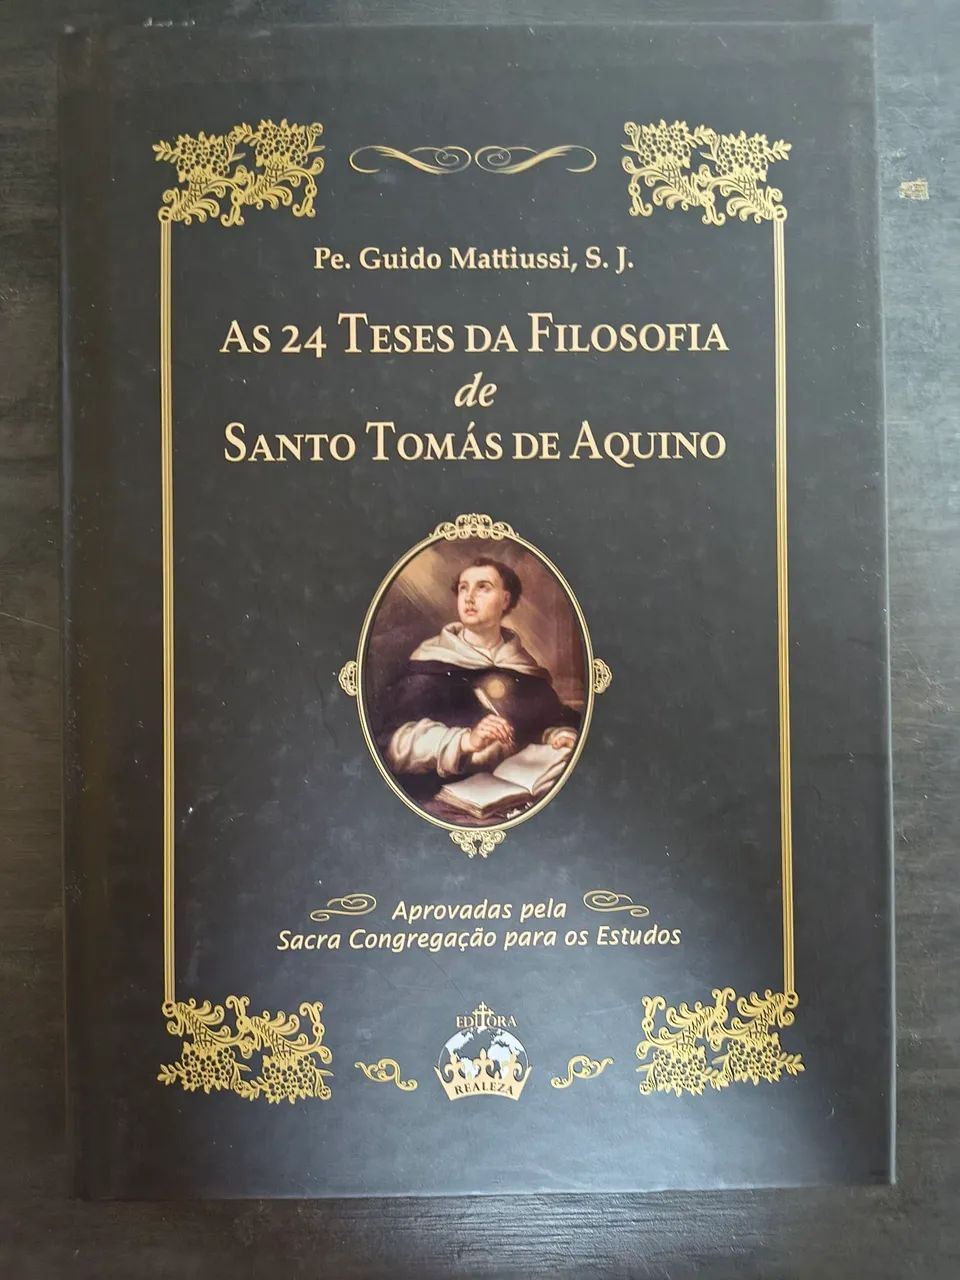 Pe. Guido Mattiussi, S. J.
As 24 Teses da Filosofia
de
Santo Tomás de Aquino
Aprovadas pela
Sacra Congregação para os Estudos
EDITORA
REALEZA